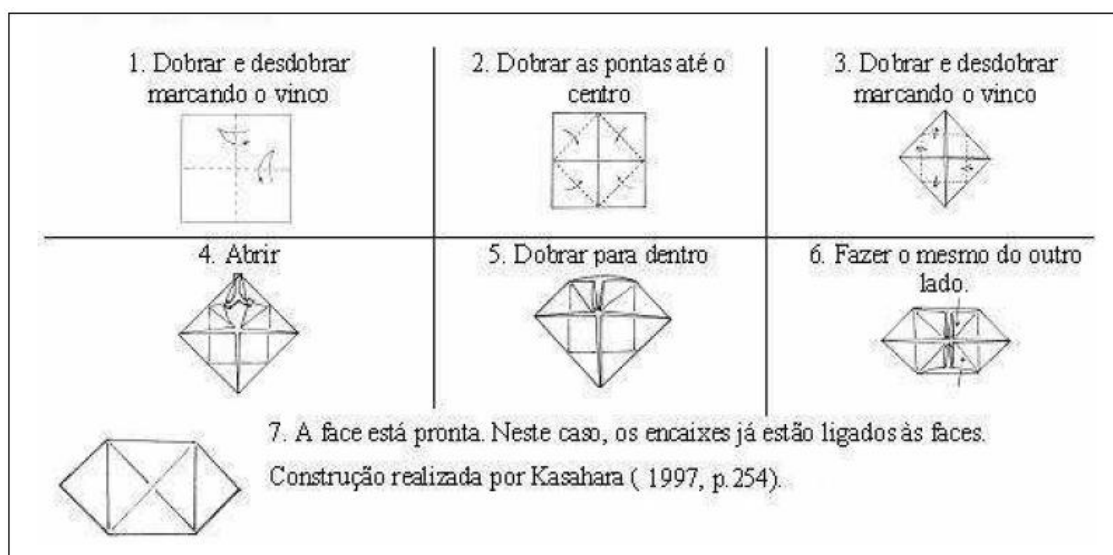 1. Dobrar e desdobrar
marcando o vinco
2. Dobrar as pontas até o
centro
3. Dobrar e desdobrar
marcando o vinco
4. Abrir
5. Dobrar para dentro
6. Fazer o mesmo do outro
lado.
7. A face está pronta. Neste caso, os encaixes já estão ligados às faces.
Construção realizada por Kasahara ( 1997, p.254).